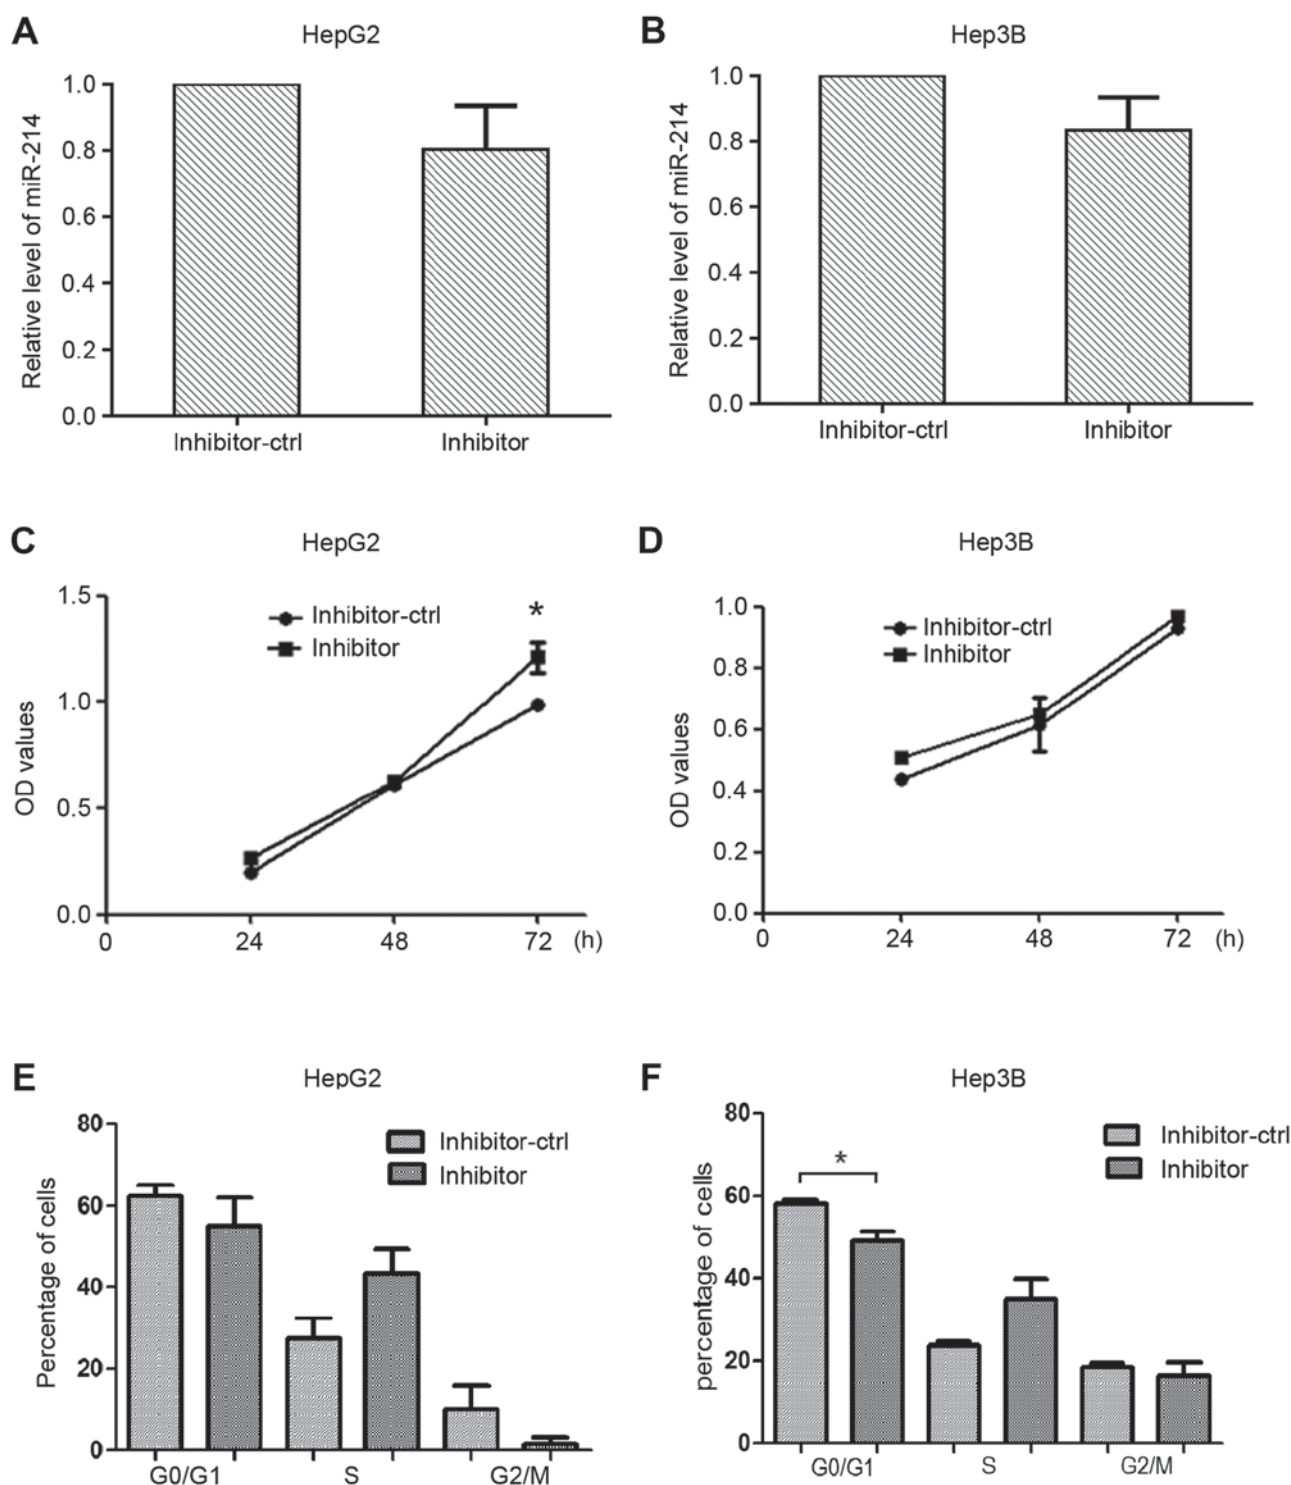 A
HepG2
Relative level of miR-214
1.0
0.8
0.6
0.4
0.2
0.0
Inhibitor-ctrl
Inhibitor
B
Hep3B
Relative level of miR-214
1.0
0.8
0.6
0.4
0.2
0.0
Inhibitor-ctrl
Inhibitor
C
HepG2
OD values
1.5
1.0
0.5
0.0
Inhibitor-ctrl
Inhibitor
*
0 24 48 72 (h)
D
Hep3B
OD values
1.0
0.8
0.6
0.4
0.2
0.0
Inhibitor-ctrl
Inhibitor
0 24 48 72 (h)
E
HepG2
Percentage of cells
80
60
40
20
0
Inhibitor-ctrl
Inhibitor
G0/G1 S G2/M
F
Hep3B
percentage of cells
80
60
40
20
0
Inhibitor-ctrl
Inhibitor
*
G0/G1 S G2/M